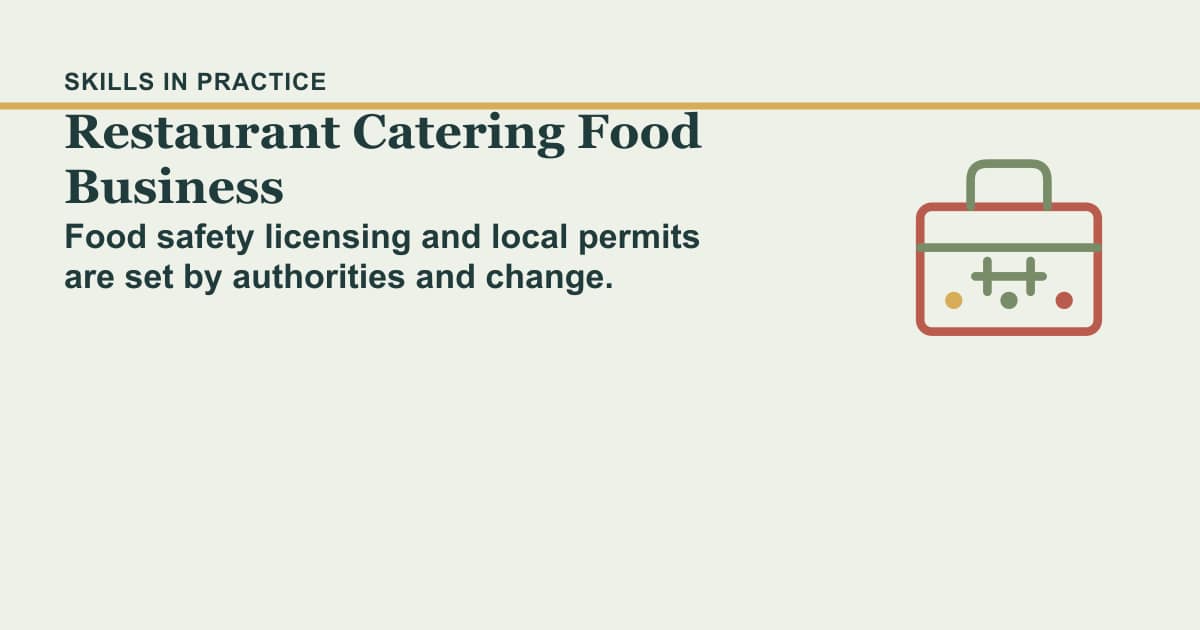 SKILLS IN PRACTICE
Restaurant Catering Food
Business
Food safety licensing and local permits
are set by authorities and change.